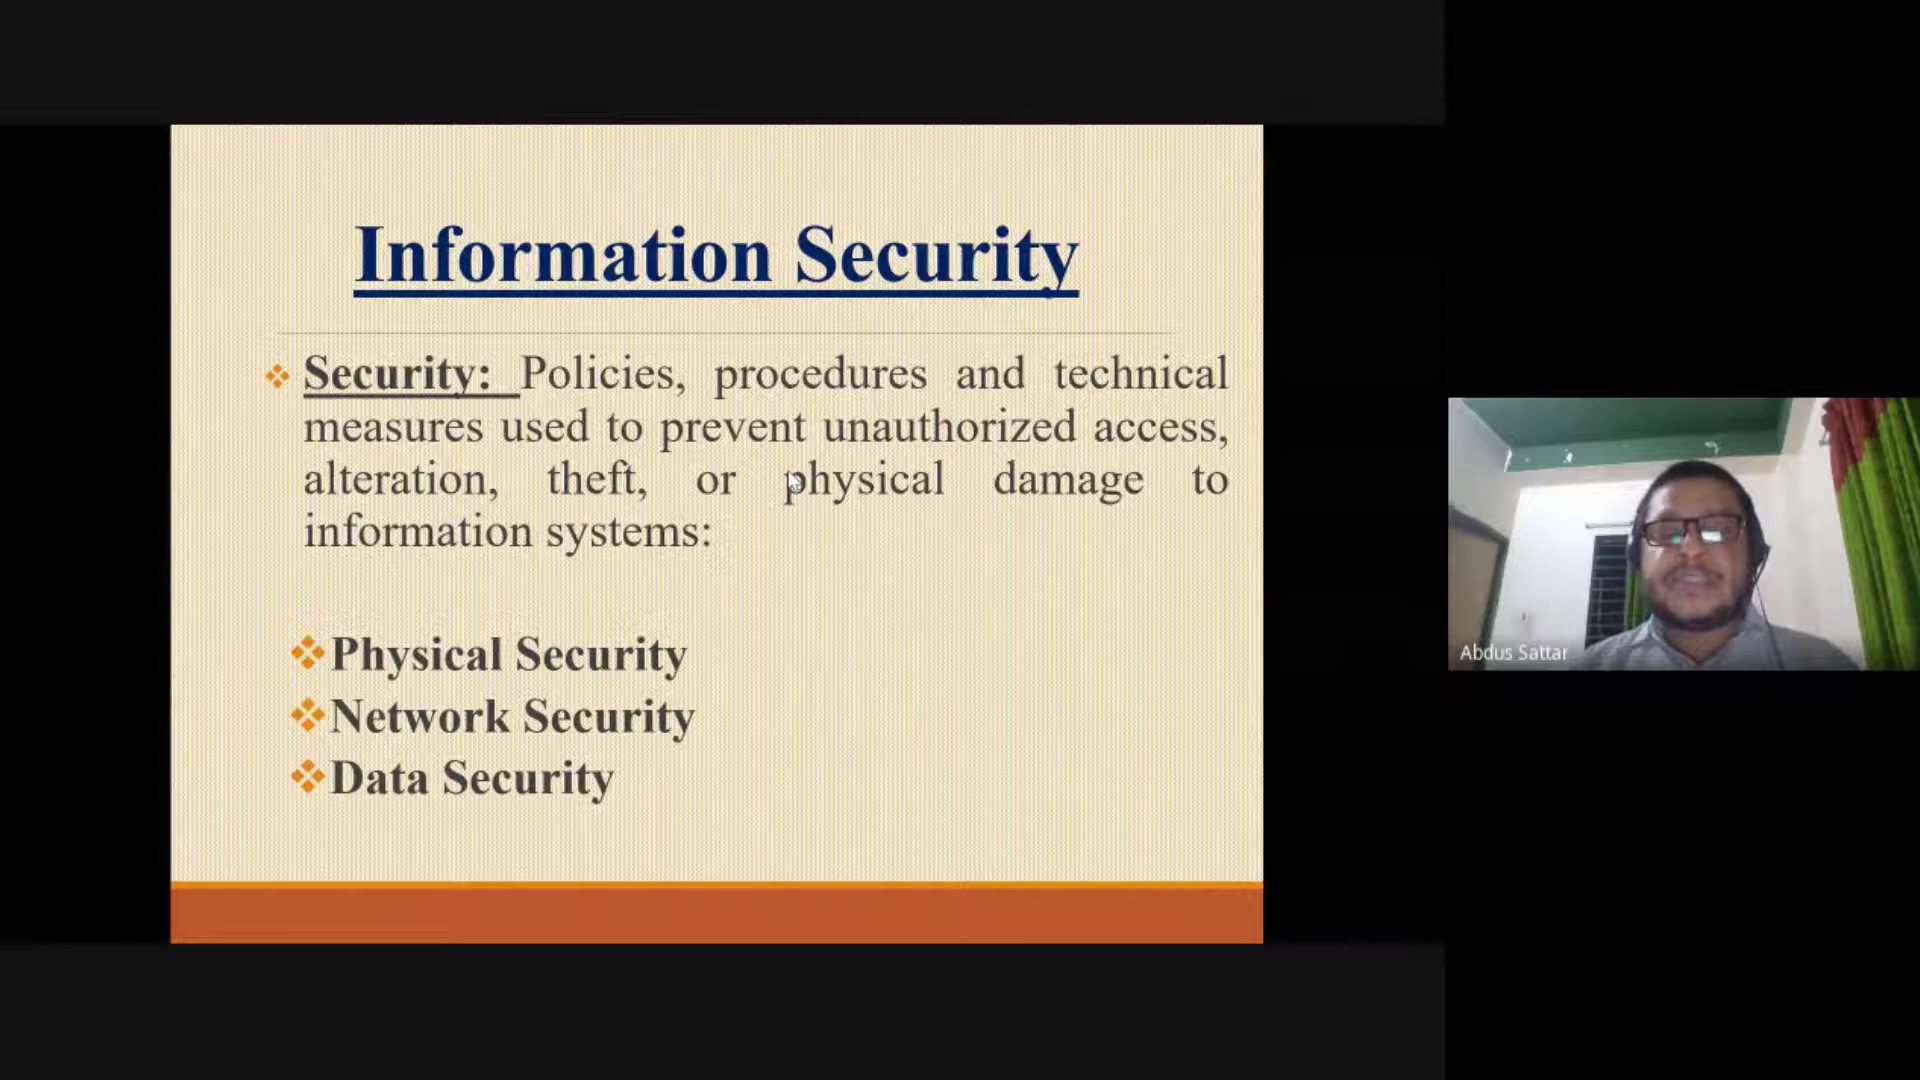 Information Security
Security: Policies, procedures and technical
measures used to prevent unauthorized access,
alteration, theft, or physical damage to
information systems:
Physical Security
Network Security
Data Security
Abdus Sattar